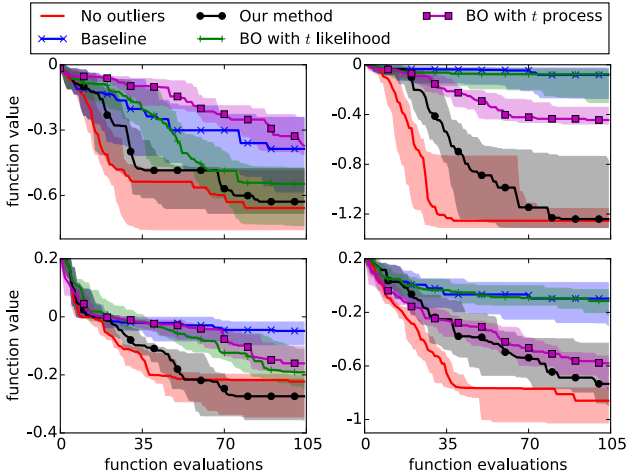 No outliers
Our method
BO with t process
Baseline
BO with t likelihood
0
-0.3
-0.6
function value
0
-0.4
-0.8
-1.2
0.2
0
-0.2
-0.4
function value
0 35 70 105
function evaluations
0.2
-0.2
-0.6
-1
0 35 70 105
function evaluations